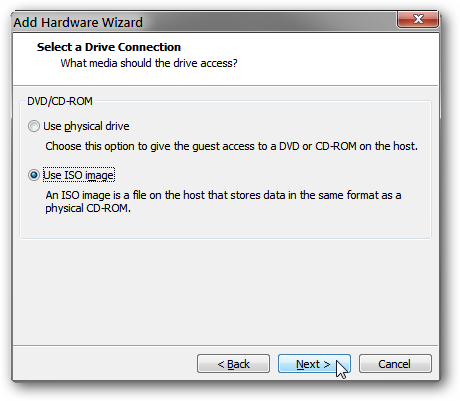 Add Hardware Wizard
Select a Drive Connection
What media should the drive access?
DVD/CD-ROM
Use physical drive
Choose this option to give the guest access to a DVD or CD-ROM on the host.
Use ISO image
An ISO image is a file on the host that stores data in the same format as a
physical CD-ROM.
< Back Next > Cancel